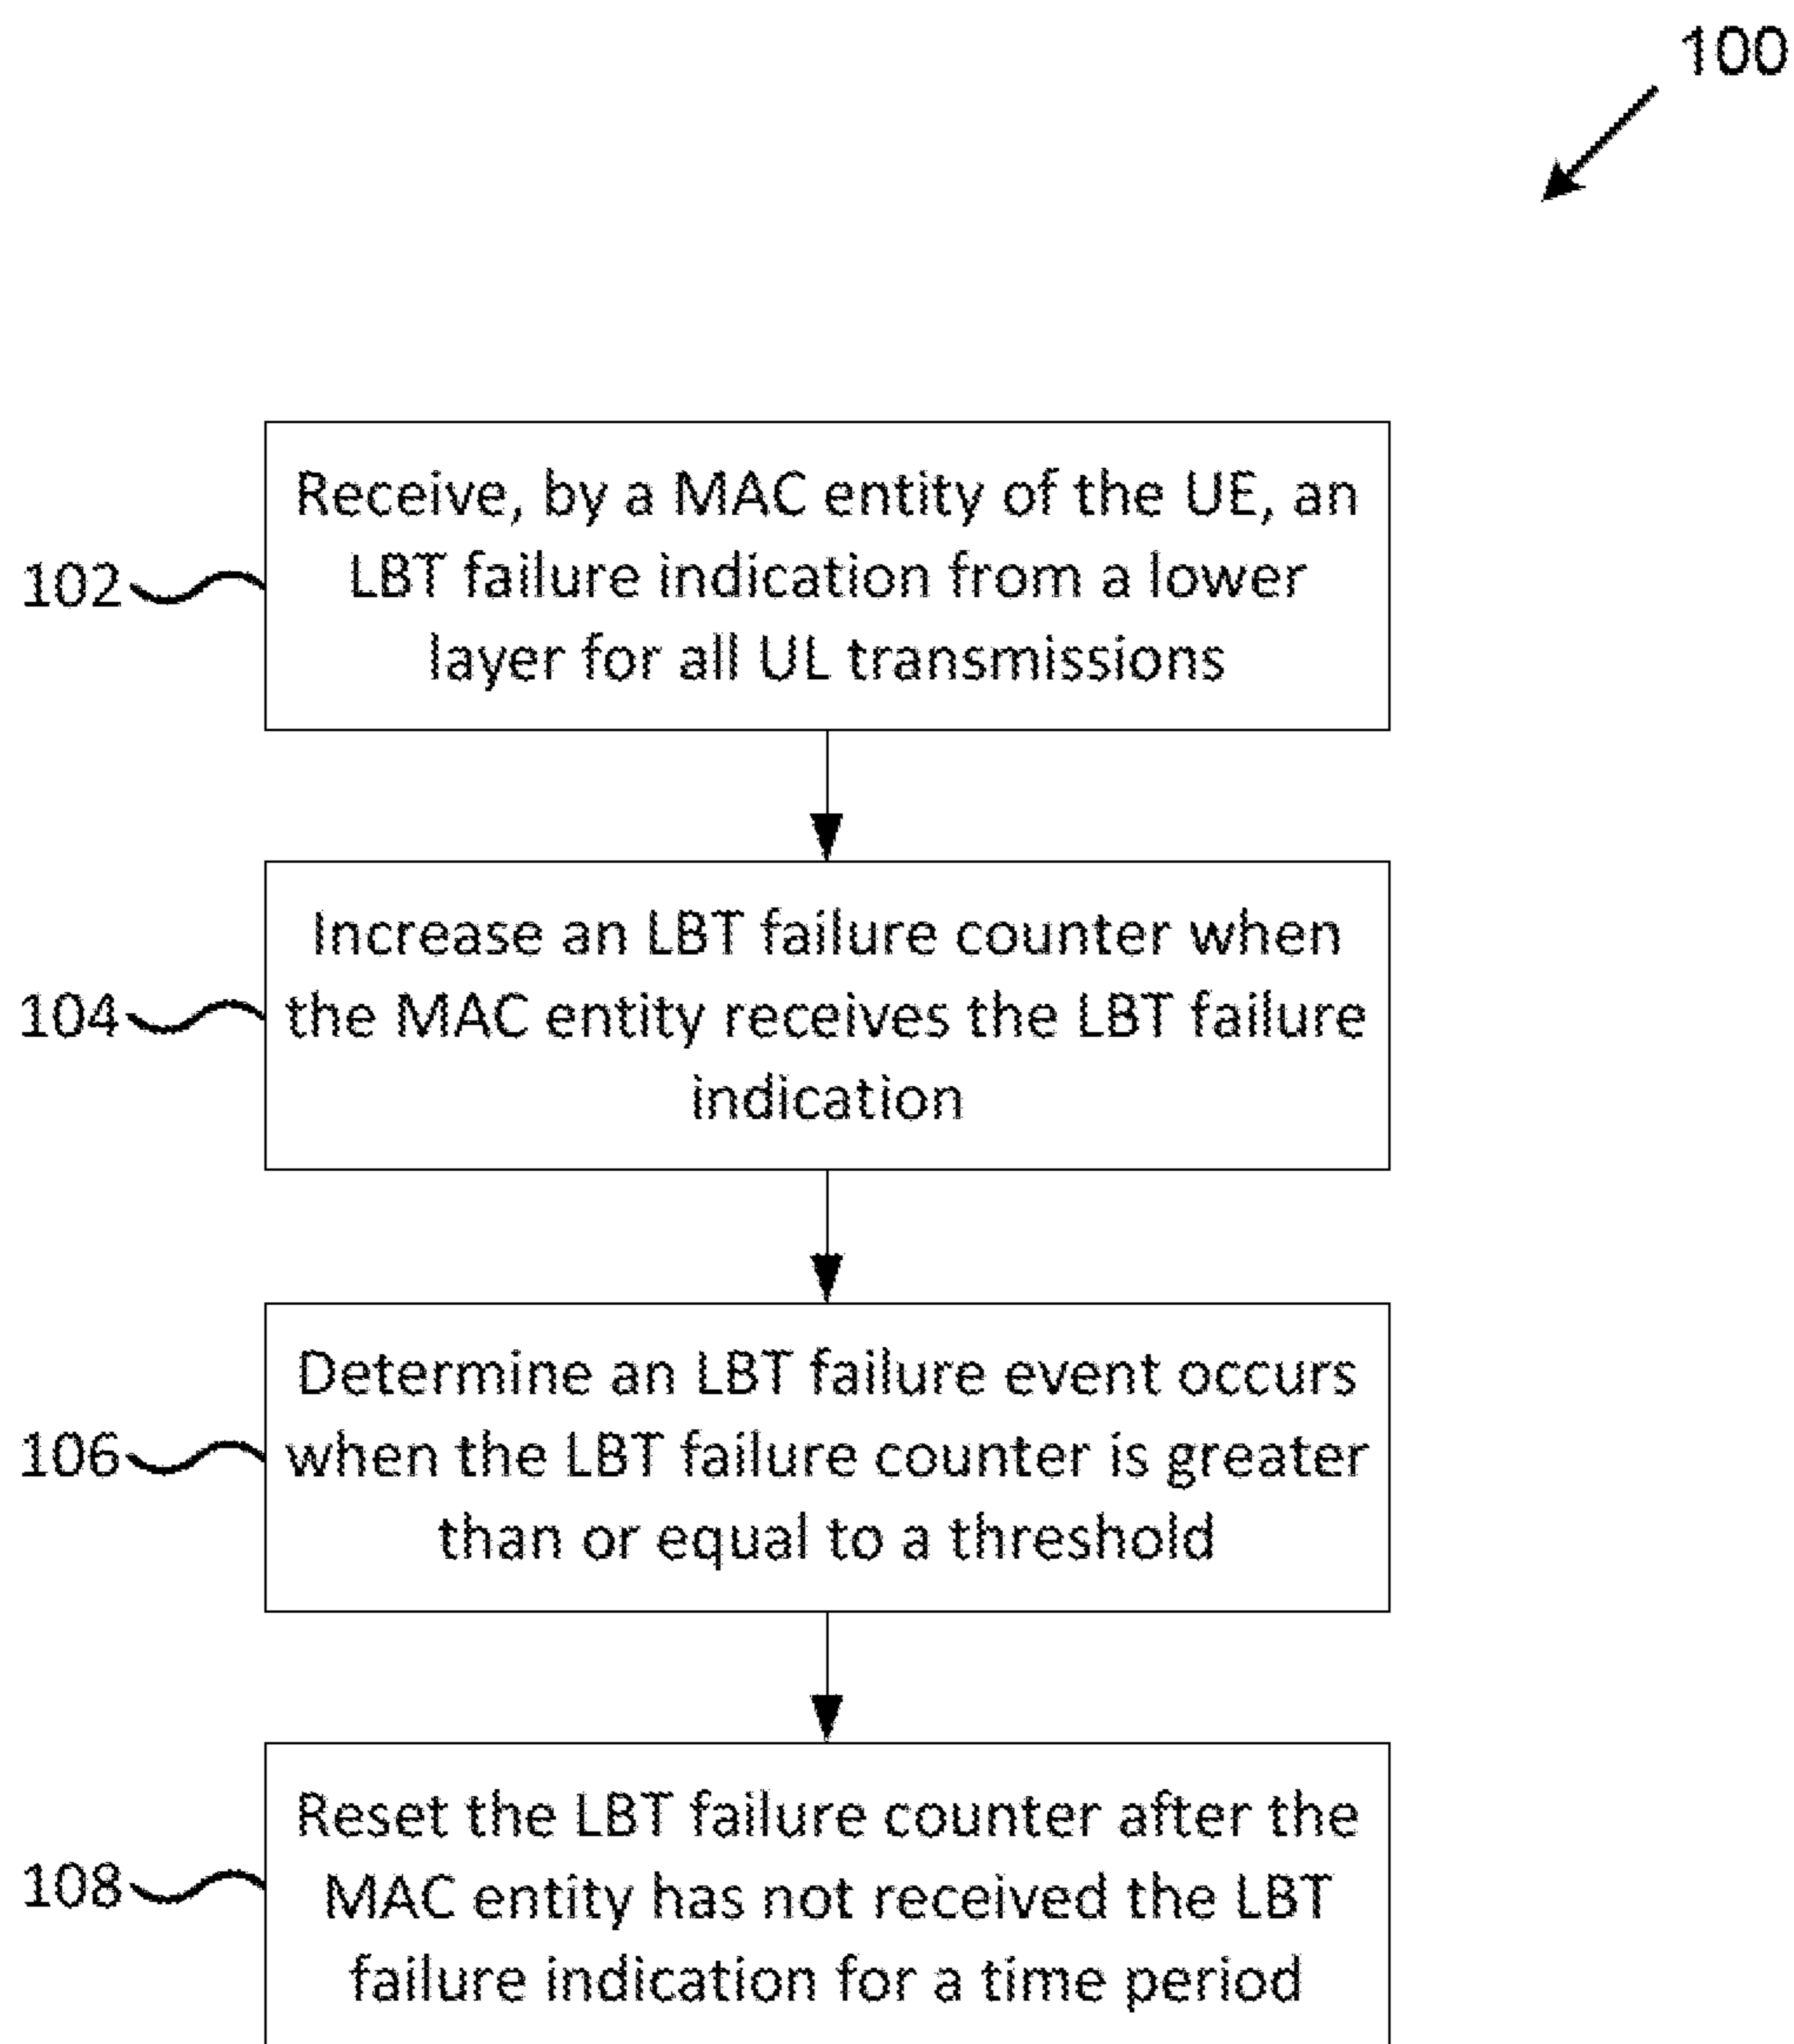 100
Receive, by a MAC entity of the UE, an
LBT failure indication from a lower
layer for all UL transmissions
102
Increase an LBT failure counter when
the MAC entity receives the LBT failure
indication
104
Determine an LBT failure event occurs
when the LBT failure counter is greater
than or equal to a threshold
106
Reset the LBT failure counter after the
MAC entity has not received the LBT
failure indication for a time period
108